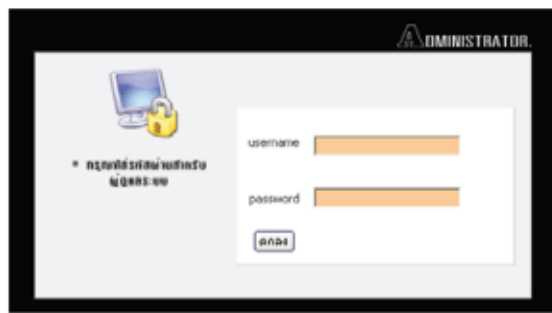 ADMINISTRATOR.
* กรุณาใส่รหัสผ่านสำหรับ
ผู้ดูแลระบบ
username
password
ตกลง